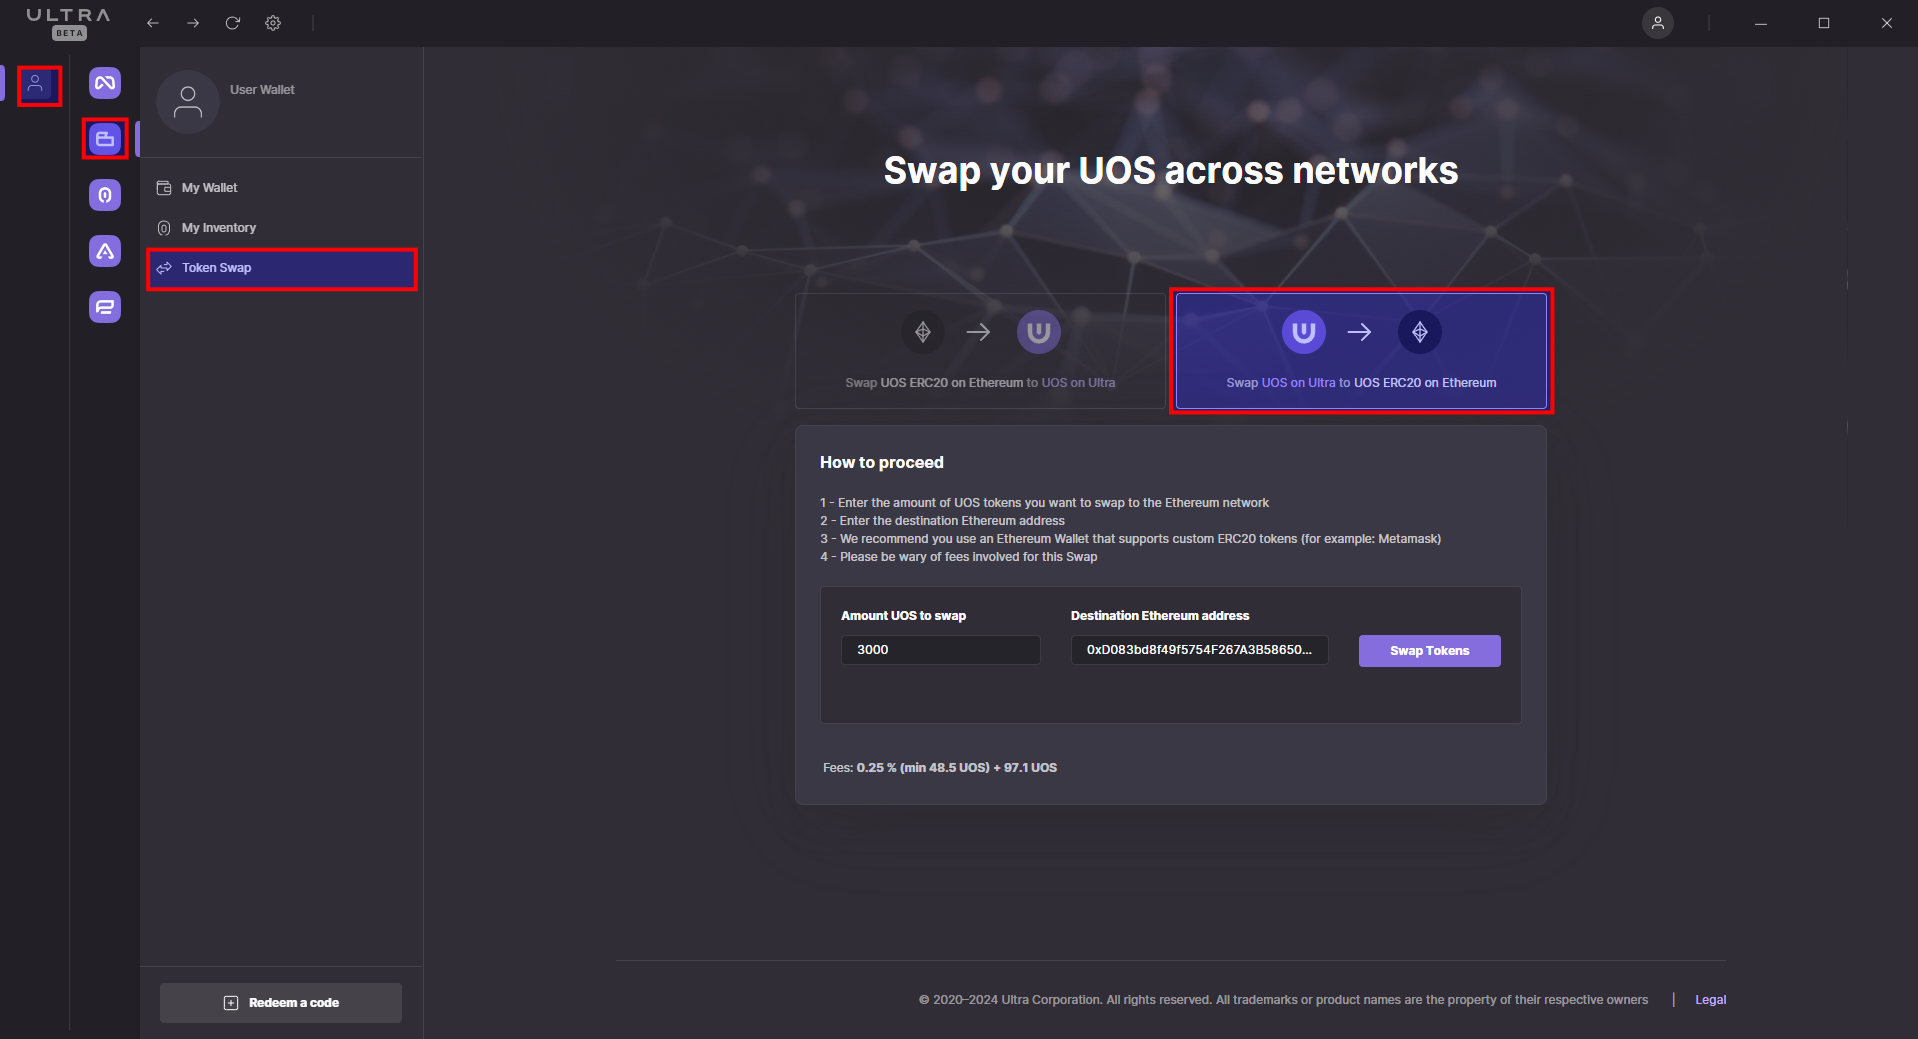 ULTRA
BETA
User Wallet
My Wallet
My Inventory
Token Swap
Redeem a code
Swap your UOS across networks
Swap UOS ERC20 on Ethereum to UOS on Ultra
Swap UOS on Ultra to UOS ERC20 on Ethereum
How to proceed
1 - Enter the amount of UOS tokens you want to swap to the Ethereum network
2 - Enter the destination Ethereum address
3 - We recommend you use an Ethereum Wallet that supports custom ERC20 tokens (for example: Metamask)
4 - Please be wary of fees involved for this Swap
Amount UOS to swap
Destination Ethereum address
3000
0xD083bd8f49f5754F267A3B58650...
Swap Tokens
Fees: 0.25 % (min 48.5 UOS) + 97.1 UOS
© 2020–2024 Ultra Corporation. All rights reserved. All trademarks or product names are the property of their respective owners | Legal